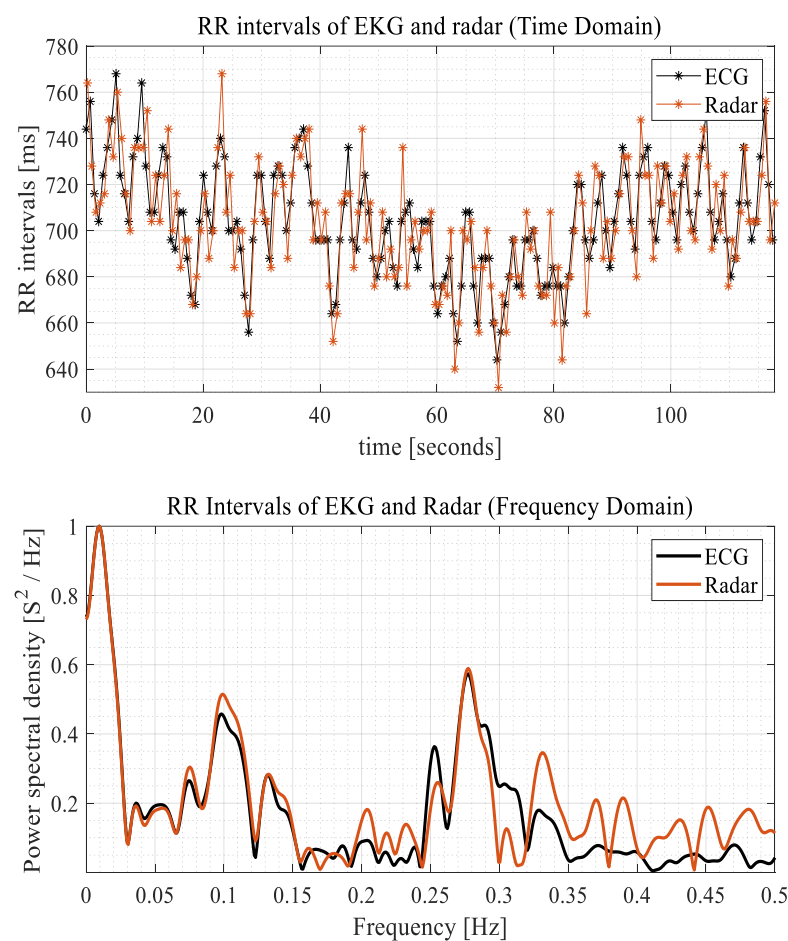 RR intervals of EKG and radar (Time Domain)
780
760
740
720
700
680
660
640
RR intervals [ms]
ECG
Radar
0 20 40 60 80 100
time [seconds]
RR Intervals of EKG and Radar (Frequency Domain)
1
0.8
0.6
0.4
0.2
Power spectral density [S² / Hz]
ECG
Radar
0 0.05 0.1 0.15 0.2 0.25 0.3 0.35 0.4 0.45 0.5
Frequency [Hz]